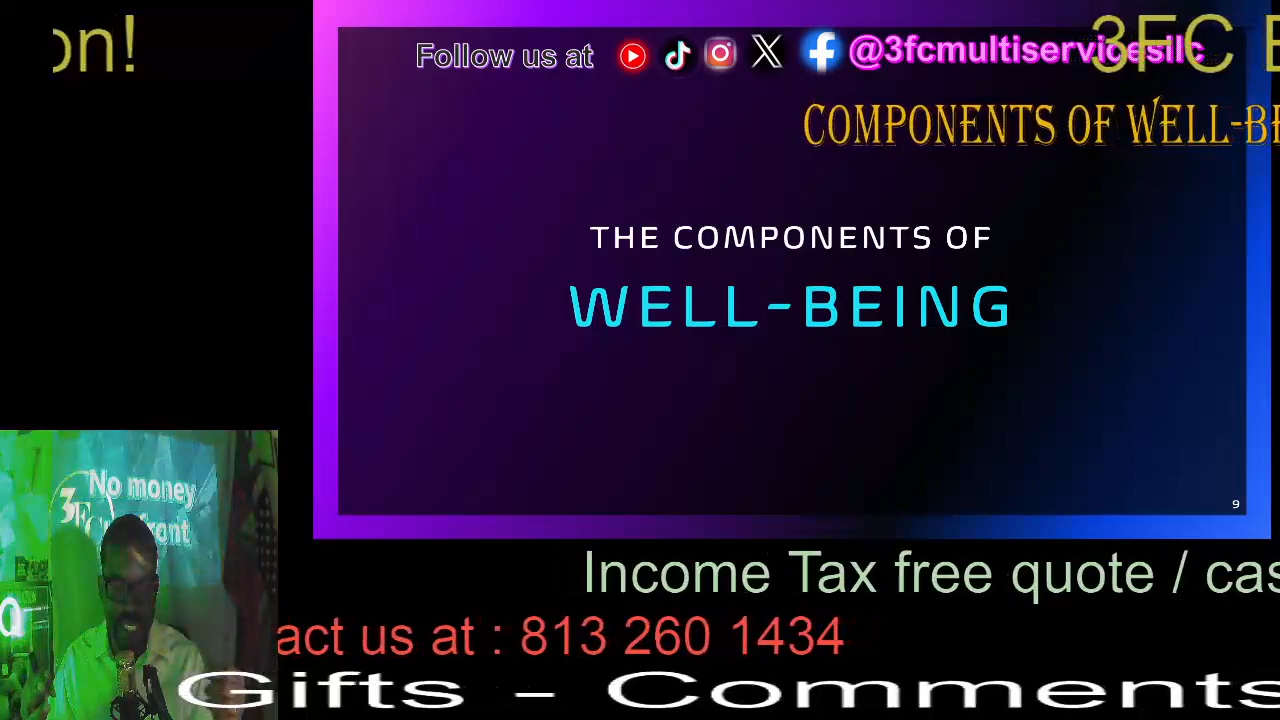 on!
3FC E
Follow us at @3fcmultiservicesllc
COMPONENTS OF WELL-BE
THE COMPONENTS OF
WELL-BEING
9
No money
front
Income Tax free quote / cas
act us at : 813 260 1434
Gifts - Comments